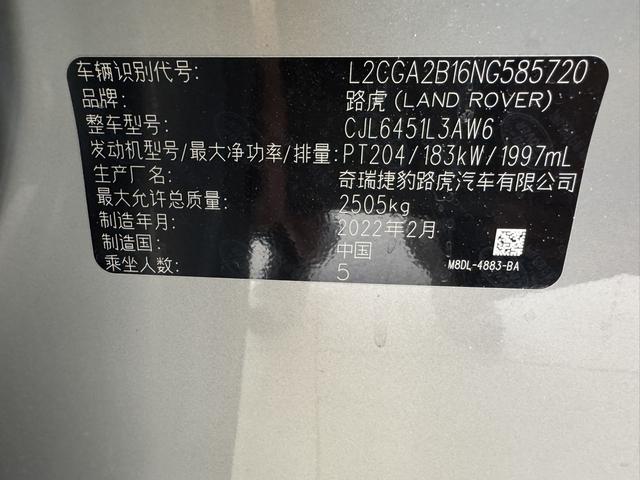 车辆识别代号: L2CGA2B16NG585720
品牌: 路虎(LAND ROVER)
整车型号: CJL6451L3AW6
发动机型号/最大净功率/排量: PT204/183kW/1997mL
生产厂名: 奇瑞捷豹路虎汽车有限公司
最大允许总质量: 2505kg
制造年月: 2022年2月
制造国: 中国
乘坐人数: 5
M8DL-4883-BA